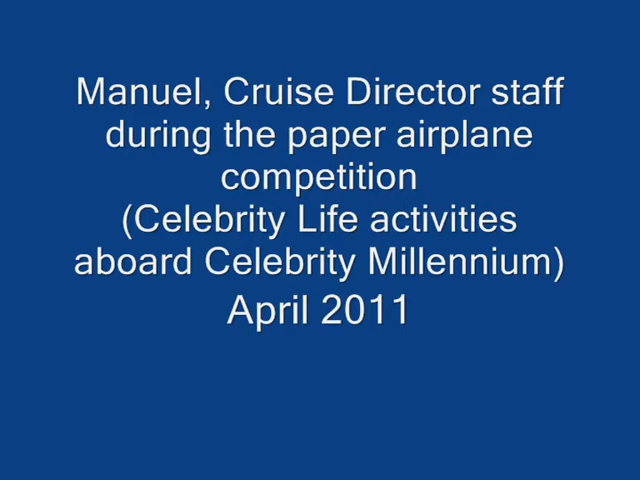 Manuel, Cruise Director staff
during the paper airplane
competition
(Celebrity Life activities
aboard Celebrity Millennium)
April 2011